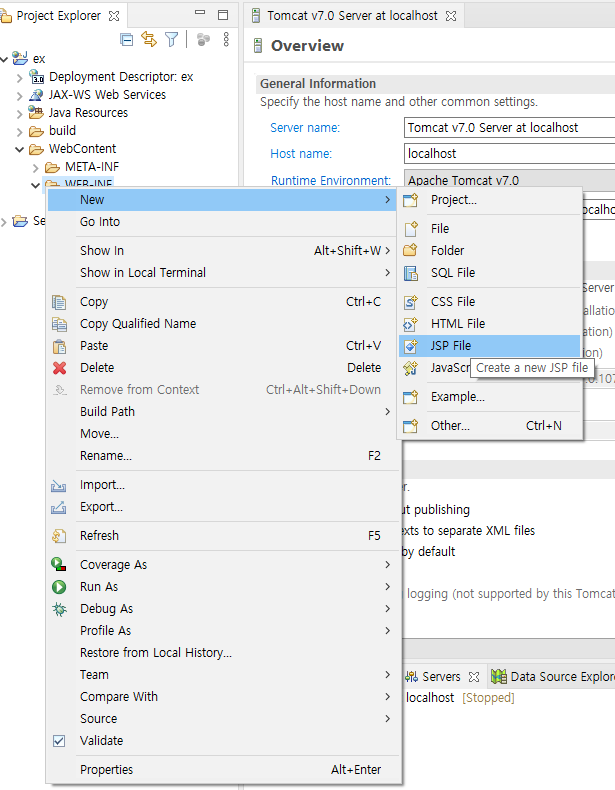 Project Explorer
ex
Deployment Descriptor: ex
JAX-WS Web Services
Java Resources
build
WebContent
META-INF
WEB-INF
Se
New
Go Into
Show In Alt+Shift+W
Show in Local Terminal
Copy Ctrl+C
Copy Qualified Name
Paste Ctrl+V
Delete Delete
Remove from Context Ctrl+Alt+Shift+Down
Build Path
Move...
Rename... F2
Import...
Export...
Refresh F5
Coverage As
Run As
Debug As
Profile As
Restore from Local History...
Team
Compare With
Source
Validate
Properties Alt+Enter
Project...
File
Folder
SQL File
CSS File
HTML File
JSP File
JavaScr
Create a new JSP file
Example...
Other... Ctrl+N
Tomcat v7.0 Server at localhost
Overview
General Information
Specify the host name and other common settings.
Server name: Tomcat v7.0 Server at localhost
Host name: localhost
Runtime Environment: Apache Tomcat v7.0
ocalho
Server
allatio
ation)
ion)
.0.107
er.
ut publishing
exts to separate XML files
by default
logging (not supported by this Tomcat
Servers
Data Source Explor
localhost [Stopped]